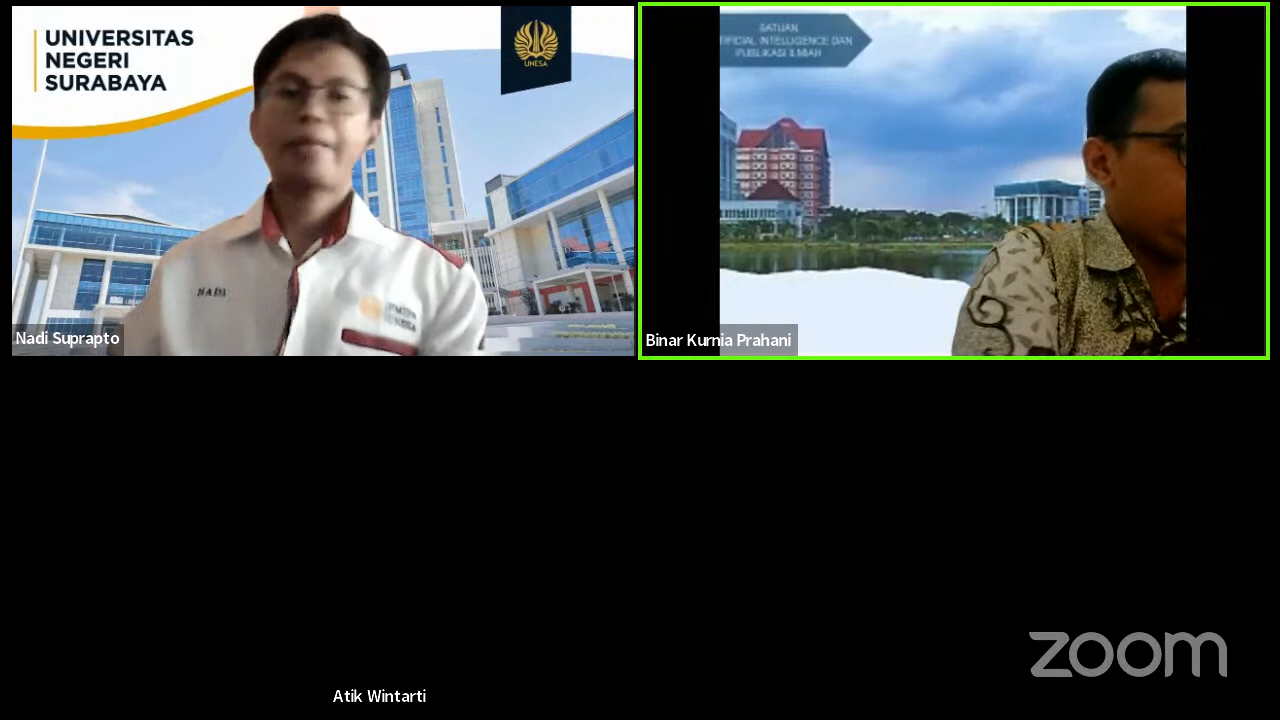 UNIVERSITAS
NEGERI
SURABAYA
UNESA
NADI
Nadi Suprapto
SATUAN
ARTIFICIAL INTELLIGENCE DAN
PUBLIKASI ILMIAH
Binar Kurnia Prahani
Atik Wintarti
zoom